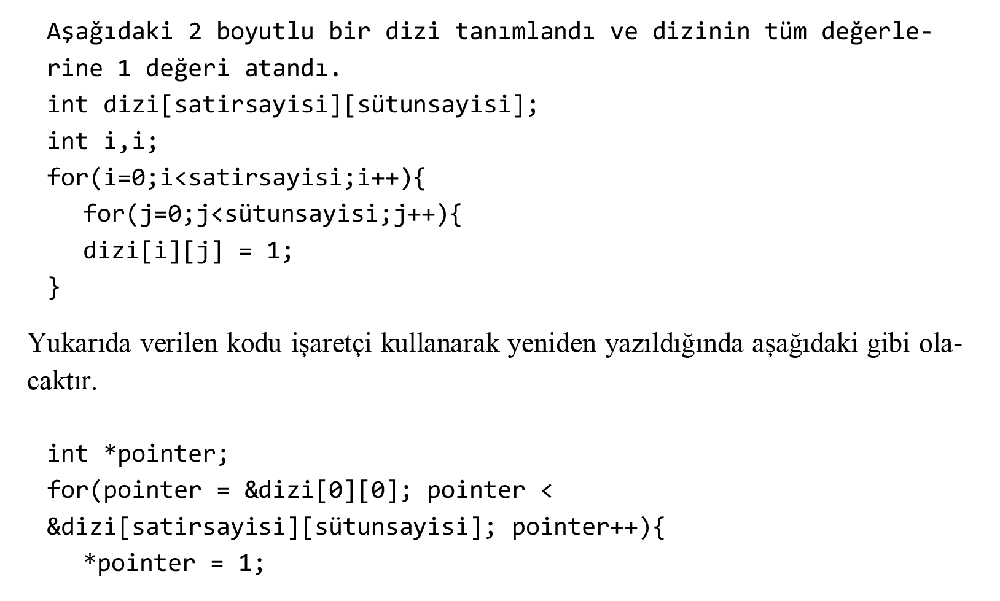 Aşağıdaki 2 boyutlu bir dizi tanımlandı ve dizinin tüm değerle-
rine 1 değeri atandı.
int dizi[satirsayisi][sütunsayisi];
int i,i;
for(i=0;i<satirsayisi;i++){
for(j=0;j<sütunsayisi;j++){
dizi[i][j] = 1;
}
Yukarıda verilen kodu işaretçi kullanarak yeniden yazıldığında aşağıdaki gibi ola-
caktır.
int *pointer;
for(pointer = &dizi[0][0]; pointer <
&dizi[satirsayisi][sütunsayisi]; pointer++){
*pointer = 1;